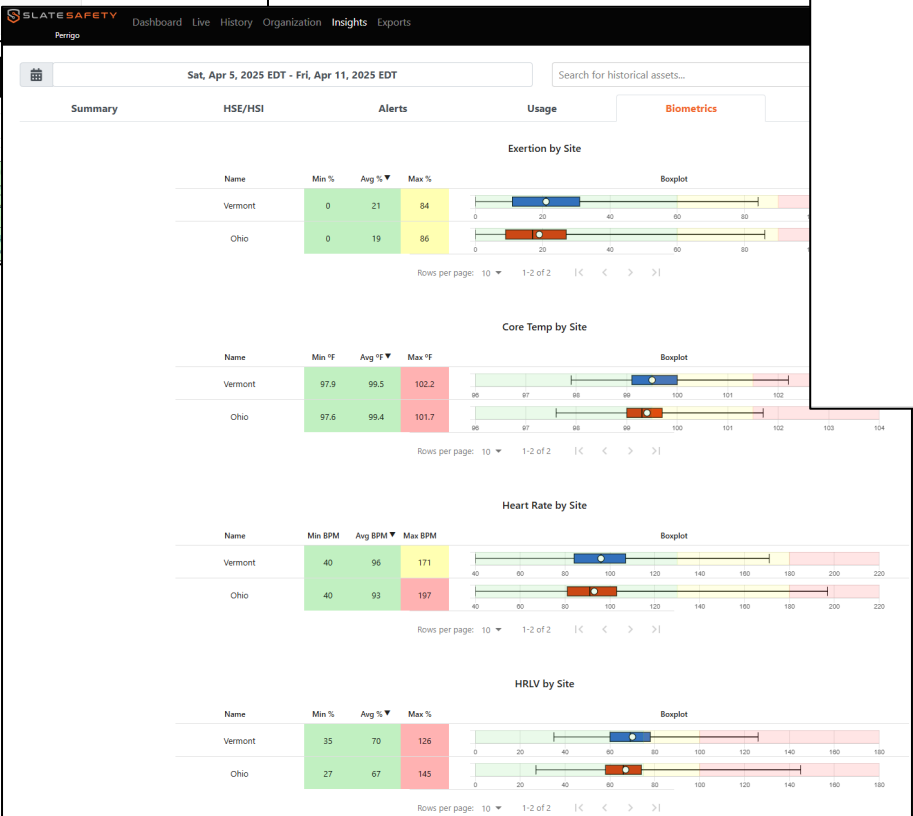 SLATESAFETY Dashboard Live History Organization Insights Exports
Perrigo
Sat, Apr 5, 2025 EDT - Fri, Apr 11, 2025 EDT Search for historical assets...
Summary HSE/HSI Alerts Usage Biometrics
Exertion by Site
Name Min % Avg % ▼ Max % Boxplot
Vermont 0 21 84
0 20 40 60 80
Ohio 0 19 86
0 20 40 60 80
Rows per page: 10 1-2 of 2
Core Temp by Site
Name Min ºF Avg ºF ▼ Max ºF Boxplot
Vermont 97.9 99.5 102.2
96 97 98 99 100 101 102
Ohio 97.6 99.4 101.7
96 97 98 99 100 101 102 103 104
Rows per page: 10 1-2 of 2
Heart Rate by Site
Name Min BPM Avg BPM ▼ Max BPM Boxplot
Vermont 40 96 171
40 60 80 100 120 140 160 180 200 220
Ohio 40 93 197
40 60 80 100 120 140 160 180 200 220
Rows per page: 10 1-2 of 2
HRLV by Site
Name Min % Avg % ▼ Max % Boxplot
Vermont 35 70 126
0 20 40 60 80 100 120 140 160 180
Ohio 27 67 145
0 20 40 60 80 100 120 140 160 180
Rows per page: 10 1-2 of 2